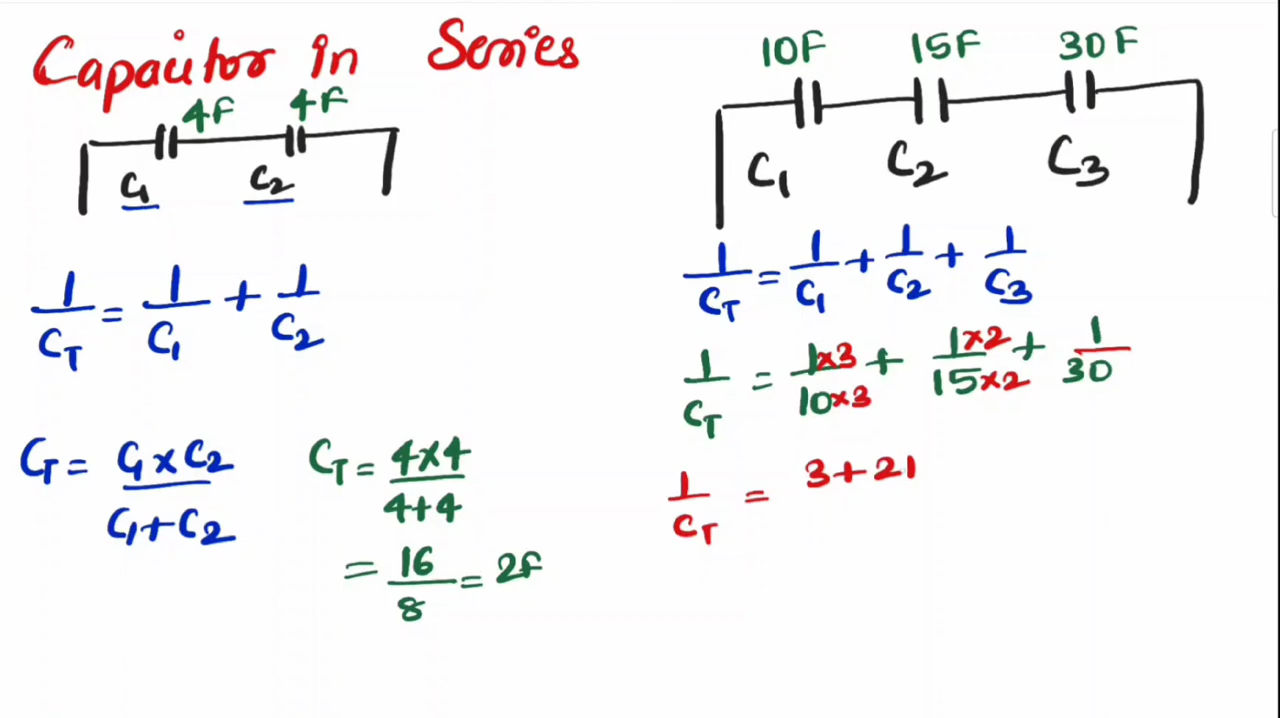 Capacitor in Series
4F 4F
C1 C2
1/CT = 1/C1 + 1/C2
CT = C1 x C2 / C1 + C2
CT = 4x4 / 4+4
= 16/8 = 2F
10F 15F 30F
C1 C2 C3
1/CT = 1/C1 + 1/C2 + 1/C3
1/CT = 1x3/10x3 + 1x2/15x2 + 1/30
1/CT = 3+21